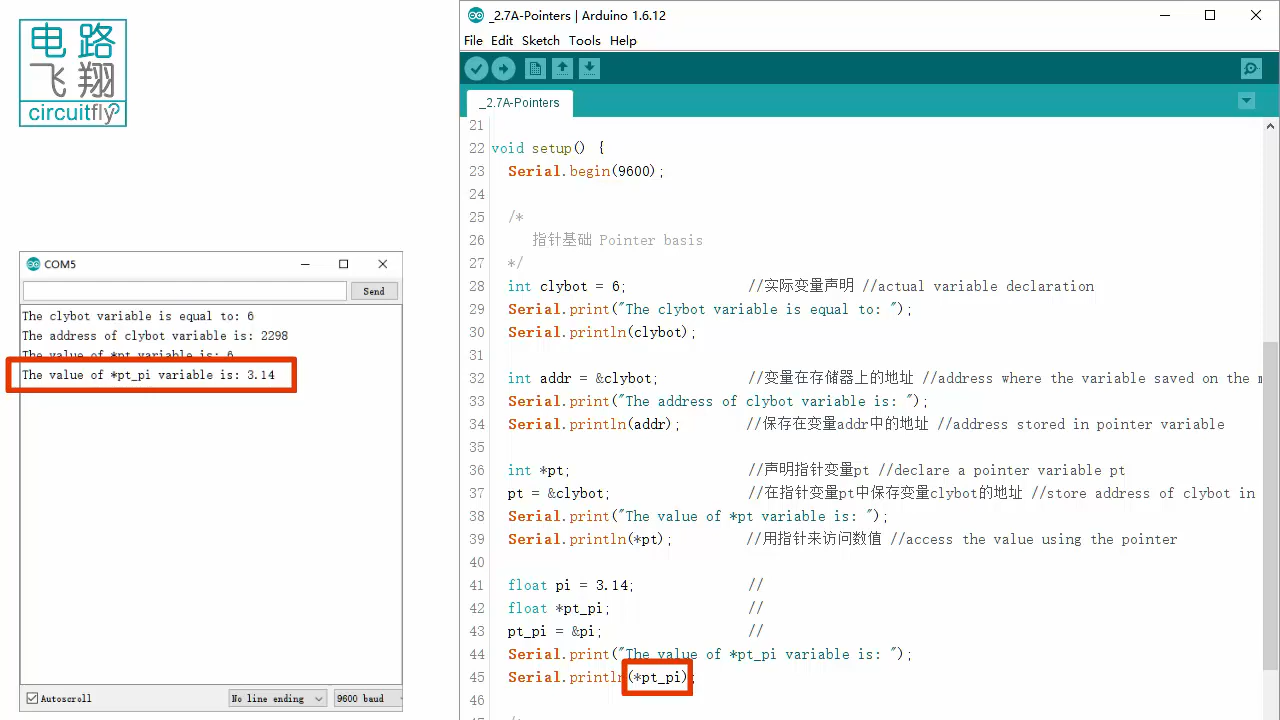 电路
飞翔
circuitfly
COM5
Send
The clybot variable is equal to: 6
The address of clybot variable is: 2298
The value of *pt variable is: 6
The value of *pt_pi variable is: 3.14
Autoscroll
No line ending
9600 baud
_2.7A-Pointers | Arduino 1.6.12
File Edit Sketch Tools Help
_2.7A-Pointers
21
22 void setup() {
23 Serial.begin(9600);
24
25 /*
26 指针基础 Pointer basis
27 */
28 int clybot = 6; //实际变量声明 //actual variable declaration
29 Serial.print("The clybot variable is equal to: ");
30 Serial.println(clybot);
31
32 int addr = &clybot; //变量在存储器上的地址 //address where the variable saved on the m
33 Serial.print("The address of clybot variable is: ");
34 Serial.println(addr); //保存在变量addr中的地址 //address stored in pointer variable
35
36 int *pt; //声明指针变量pt //declare a pointer variable pt
37 pt = &clybot; //在指针变量pt中保存变量clybot的地址 //store address of clybot in
38 Serial.print("The value of *pt variable is: ");
39 Serial.println(*pt); //用指针来访问数值 //access the value using the pointer
40
41 float pi = 3.14; //
42 float *pt_pi; //
43 pt_pi = &pi; //
44 Serial.print("The value of *pt_pi variable is: ");
45 Serial.println(*pt_pi);
46